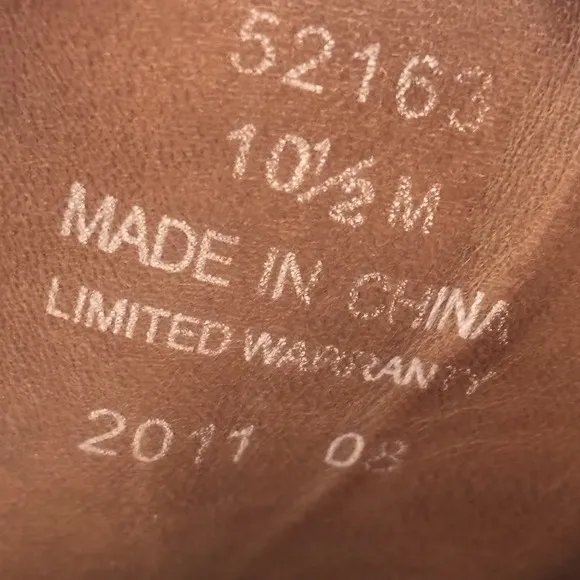 52163
10½ M
MADE IN CHINA
LIMITED WARRANTY
2011 08